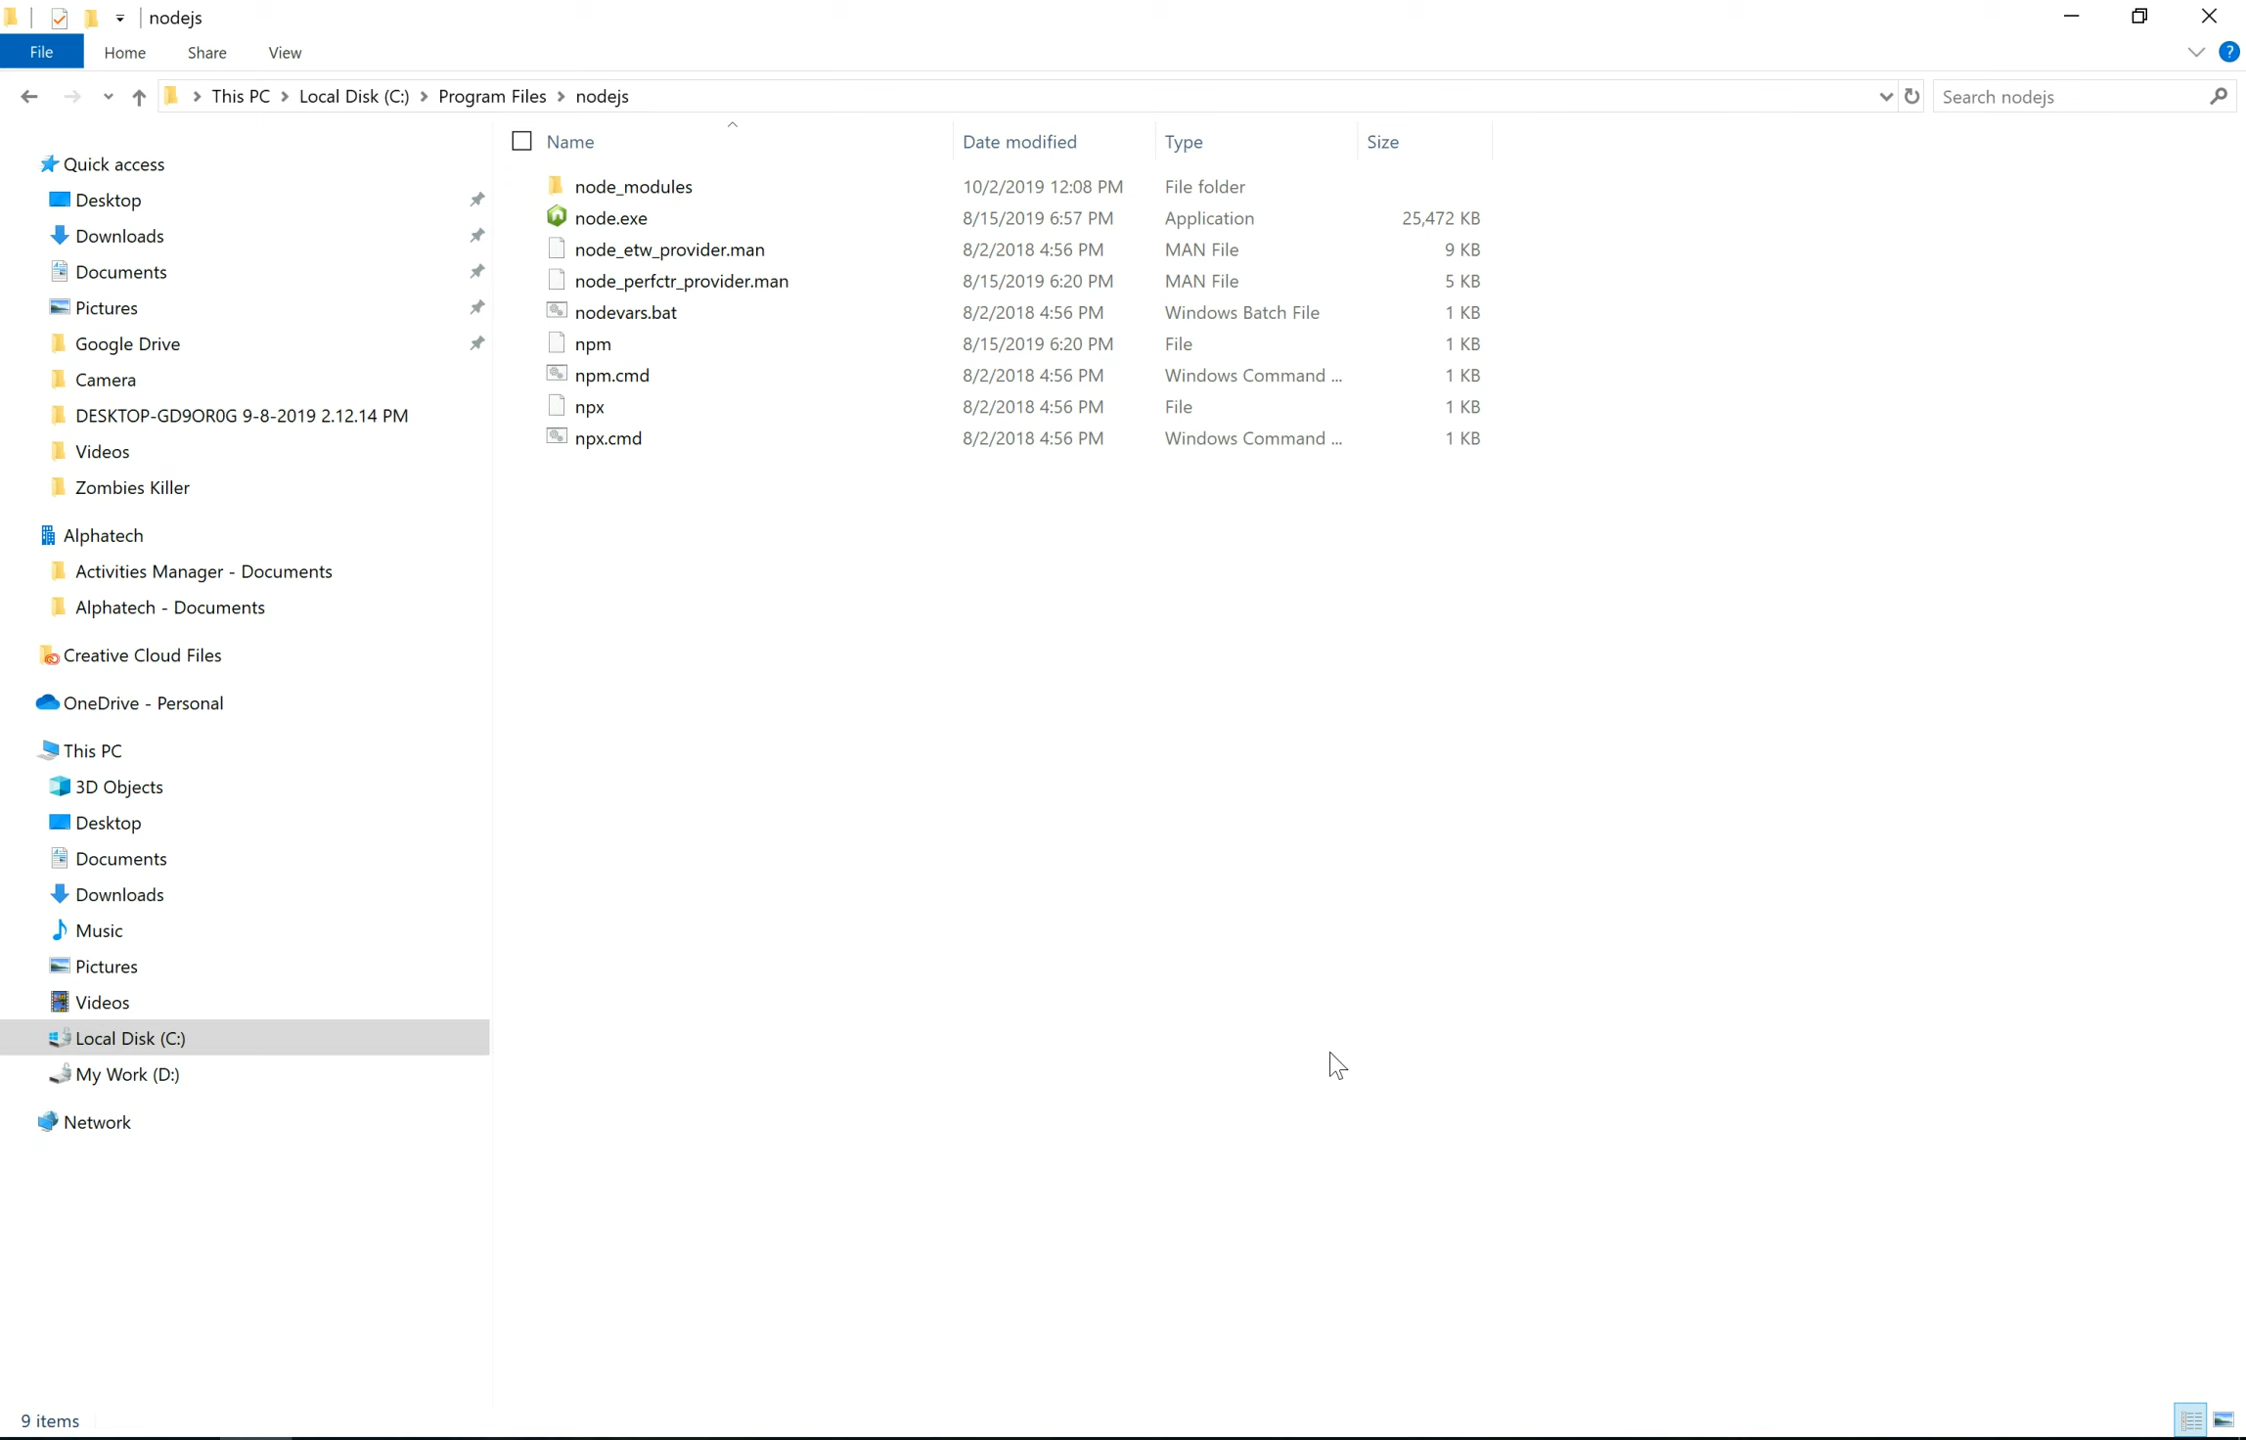 nodejs
File Home Share View
This PC Local Disk (C:) Program Files nodejs Search nodejs
Quick access
Desktop
Downloads
Documents
Pictures
Google Drive
Camera
DESKTOP-GD9OR0G 9-8-2019 2.12.14 PM
Videos
Zombies Killer
Alphatech
Activities Manager - Documents
Alphatech - Documents
Creative Cloud Files
OneDrive - Personal
This PC
3D Objects
Desktop
Documents
Downloads
Music
Pictures
Videos
Local Disk (C:)
My Work (D:)
Network
Name Date modified Type Size
node_modules 10/2/2019 12:08 PM File folder
node.exe 8/15/2019 6:57 PM Application 25,472 KB
node_etw_provider.man 8/2/2018 4:56 PM MAN File 9 KB
node_perfctr_provider.man 8/15/2019 6:20 PM MAN File 5 KB
nodevars.bat 8/2/2018 4:56 PM Windows Batch File 1 KB
npm 8/15/2019 6:20 PM File 1 KB
npm.cmd 8/2/2018 4:56 PM Windows Command ... 1 KB
npx 8/2/2018 4:56 PM File 1 KB
npx.cmd 8/2/2018 4:56 PM Windows Command ... 1 KB
9 items